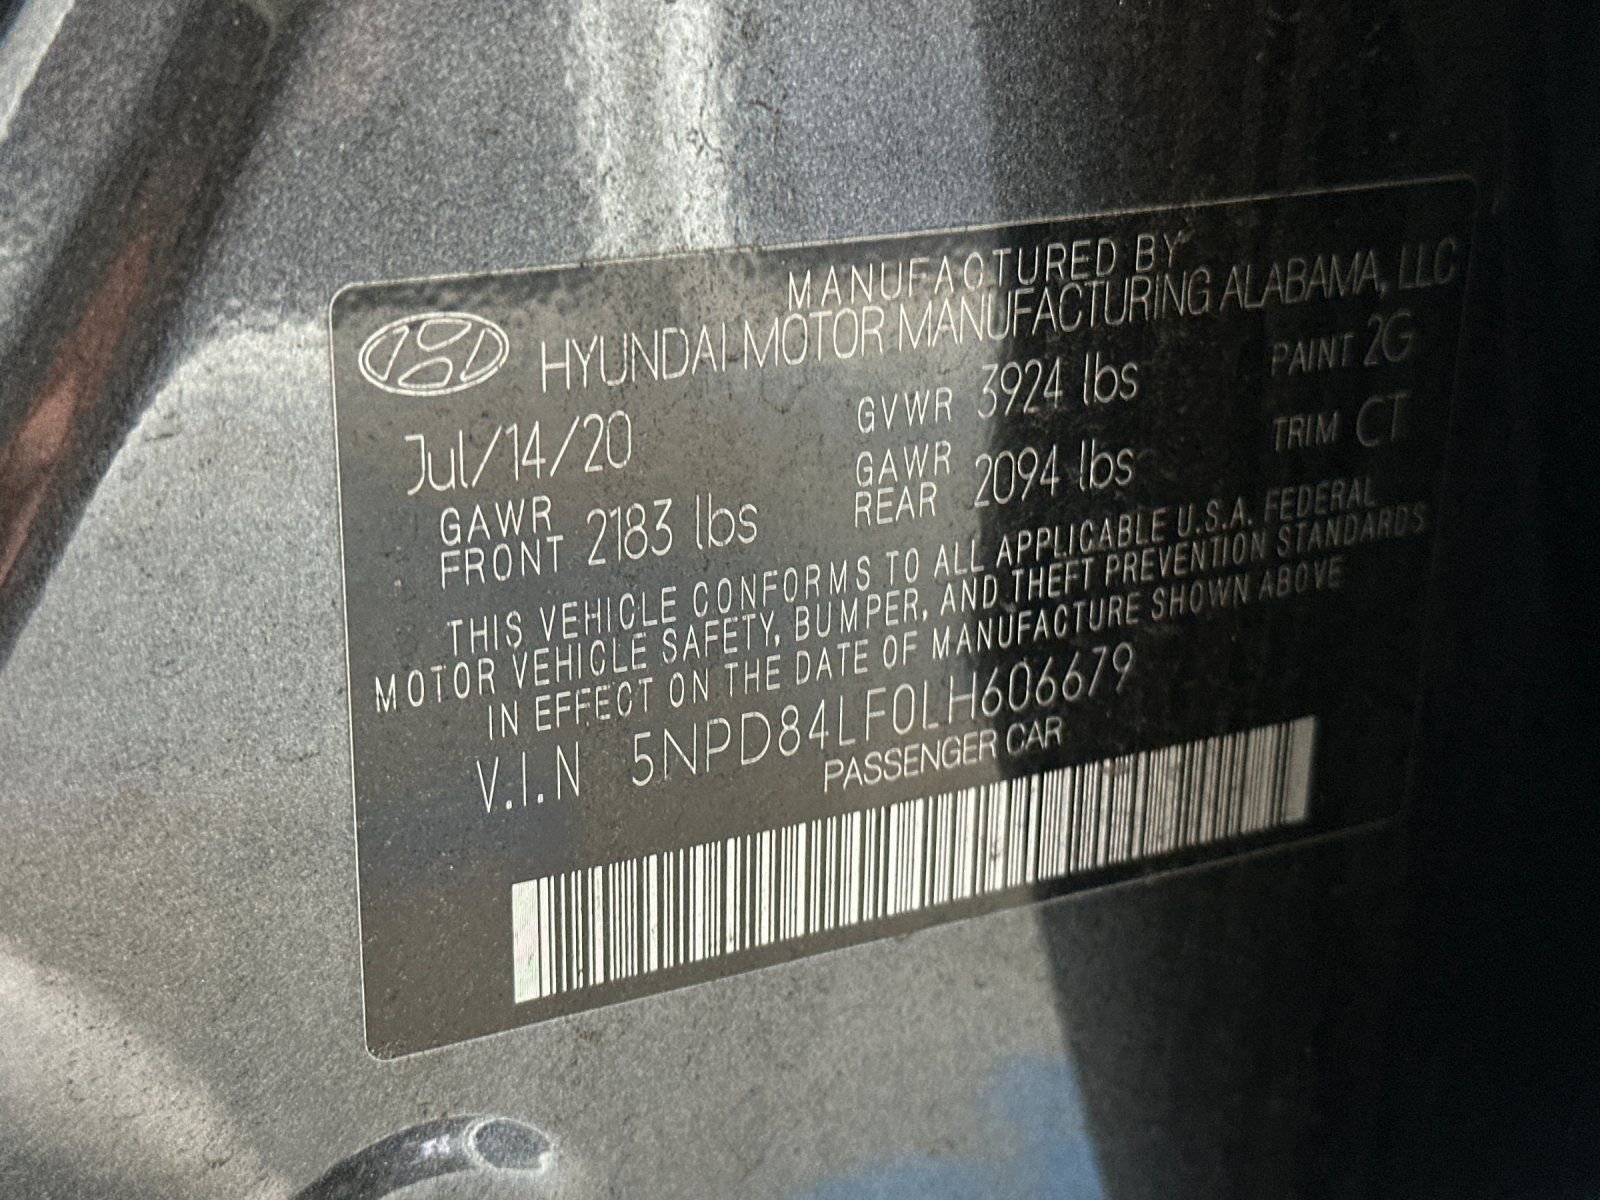 MANUFACTURED BY
HYUNDAI MOTOR MANUFACTURING ALABAMA, LLC
Jul/14/20 GVWR 3924 lbs PAINT 2G
GAWR FRONT 2183 lbs GAWR REAR 2094 lbs TRIM CT
THIS VEHICLE CONFORMS TO ALL APPLICABLE U.S.A. FEDERAL
MOTOR VEHICLE SAFETY, BUMPER, AND THEFT PREVENTION STANDARDS
IN EFFECT ON THE DATE OF MANUFACTURE SHOWN ABOVE
V.I.N 5NPD84LF0LH606679
PASSENGER CAR